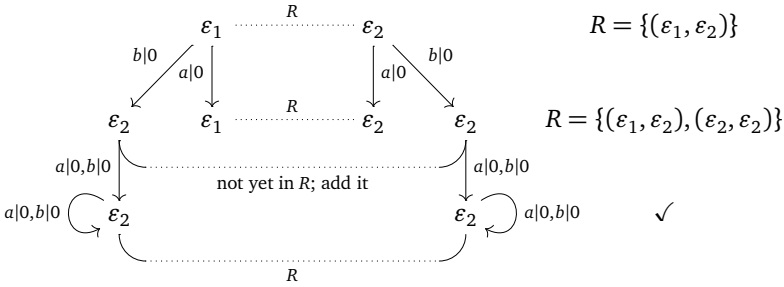 R
ε₁ ε₂ R = {(ε₁, ε₂)}
b|0 a|0 a|0 b|0
R
ε₂ ε₁ ε₂ ε₂ R = {(ε₁, ε₂), (ε₂, ε₂)}
a|0,b|0 a|0,b|0
not yet in R; add it
a|0,b|0 ε₂ ε₂ a|0,b|0 ✓
R